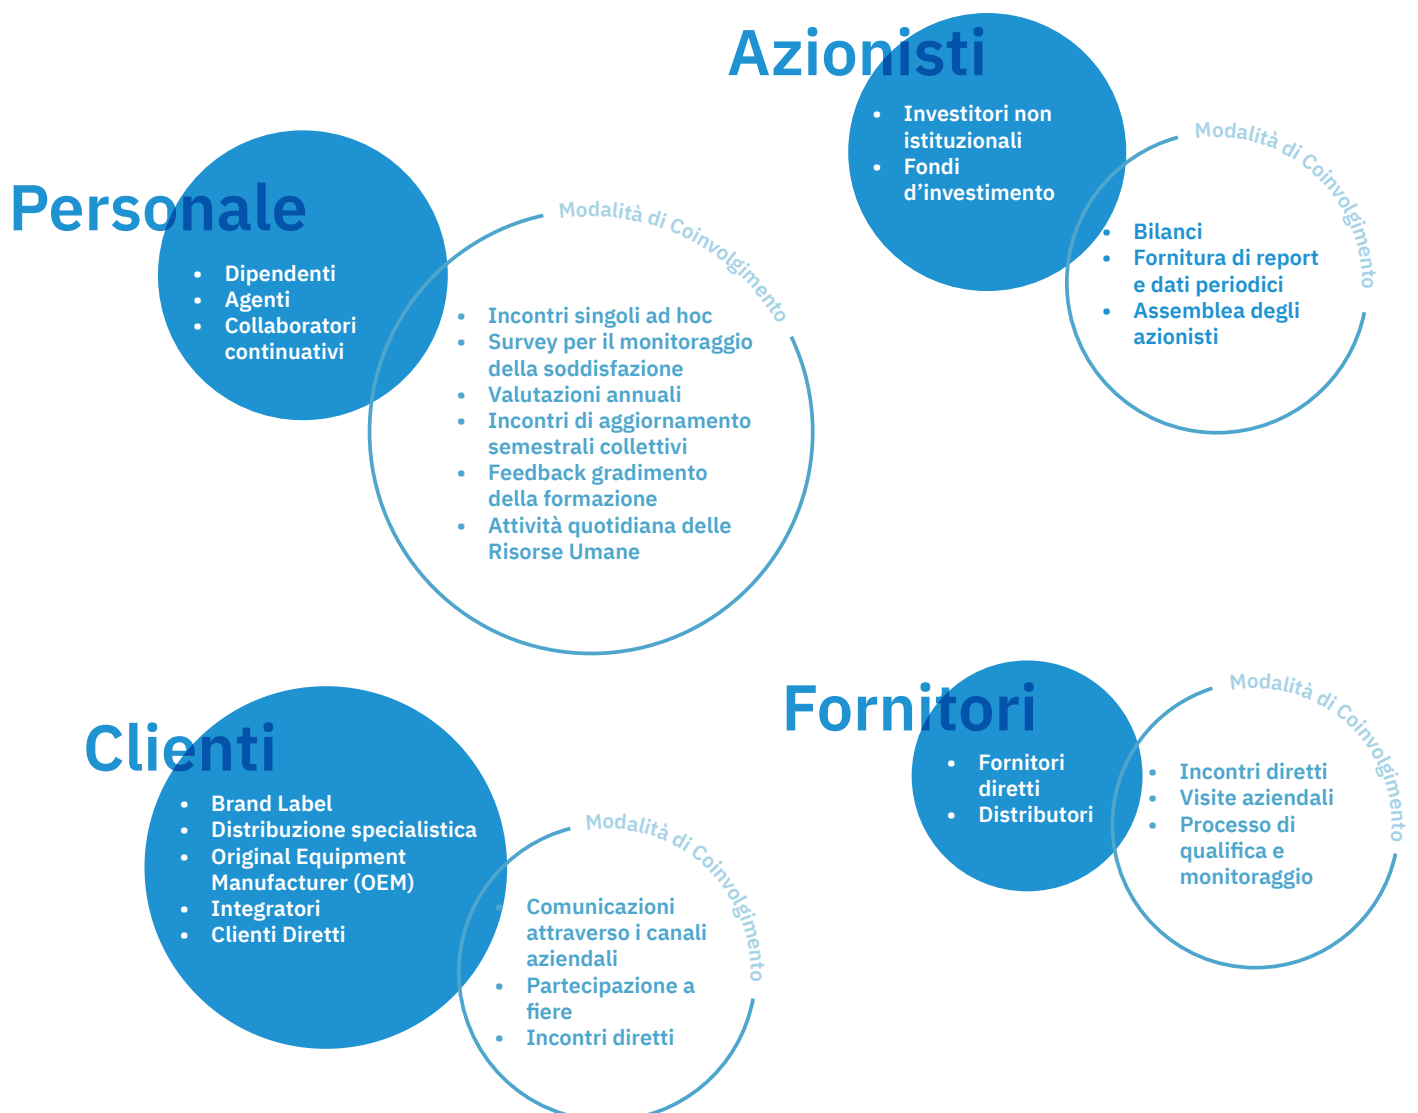 Personale
• Dipendenti
• Agenti
• Collaboratori
continuativi
Modalità di Coinvolgimento
• Incontri singoli ad hoc
• Survey per il monitoraggio
della soddisfazione
• Valutazioni annuali
• Incontri di aggiornamento
semestrali collettivi
• Feedback gradimento
della formazione
• Attività quotidiana delle
Risorse Umane
Azionisti
• Investitori non
istituzionali
• Fondi
d’investimento
Modalità di Coinvolgimento
• Bilanci
• Fornitura di report
e dati periodici
• Assemblea degli
azionisti
Clienti
• Brand Label
• Distribuzione specialistica
• Original Equipment
Manufacturer (OEM)
• Integratori
• Clienti Diretti
Modalità di Coinvolgimento
• Comunicazioni
attraverso i canali
aziendali
• Partecipazione a
fiere
• Incontri diretti
Fornitori
• Fornitori
diretti
• Distributori
Modalità di Coinvolgimento
• Incontri diretti
• Visite aziendali
• Processo di
qualifica e
monitoraggio